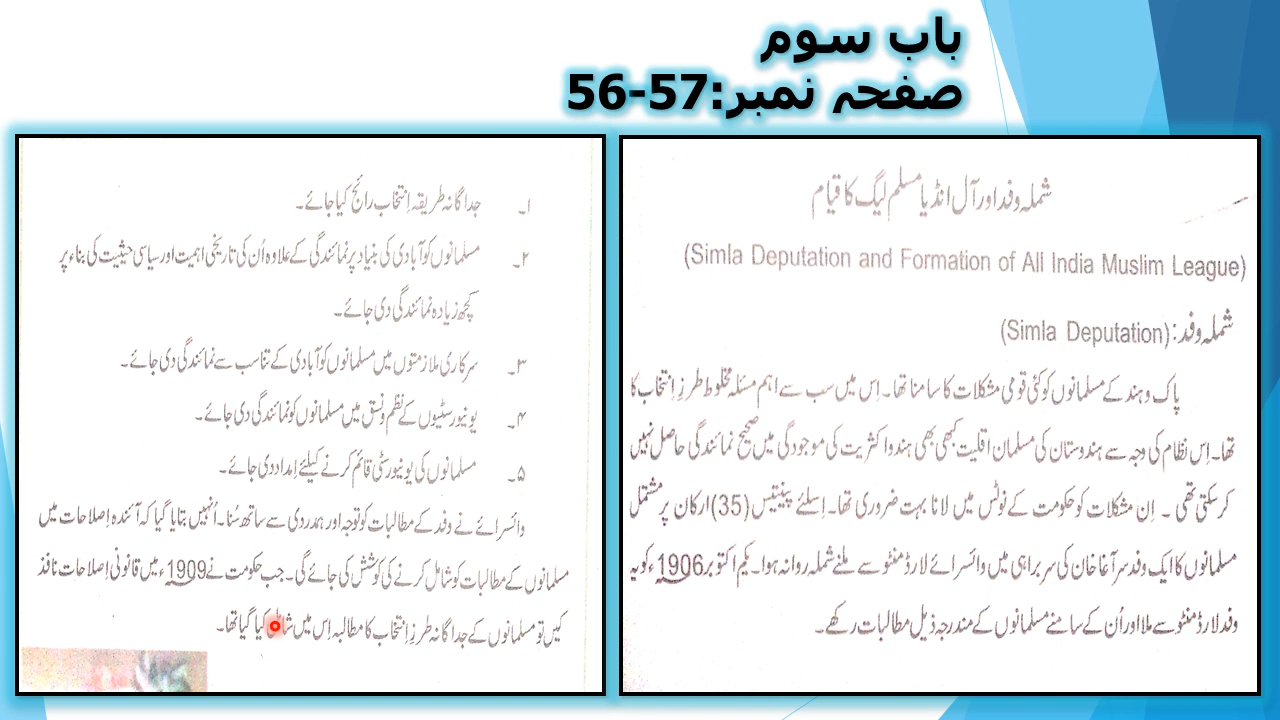 باب سوم
صفحہ نمبر:57-56
شملہ وفد اور آل انڈیا مسلم لیگ کا قیام
(Simla Deputation and Formation of All India Muslim League)
شملہ وفد: (Simla Deputation)
پاک و ہند کے مسلمانوں کو کئی قومی مشکلات کا سامنا تھا۔ اِس میں سب سے اہم مسئلہ مخلوط طرزِ اِنتخاب کا
تھا۔ اِس نظام کی وجہ سے ہندوستان کی مسلمان اقلیت کبھی بھی ہندو اکثریت کی موجودگی میں صحیح نمائندگی حاصل نہیں
کر سکتی تھی ۔ اِن مشکلات کو حکومت کے نوٹس میں لانا بہت ضروری تھا۔ اِسلئے پینتیس (35) ارکان پر مشتمل
مسلمانوں کا ایک وفد سر آغا خان کی سربراہی میں وائسرائے لارڈ منٹو سے ملنے شملہ روانہ ہوا۔ یکم اکتوبر 1906ء کو یہ
وفد لارڈ منٹو سے ملا اور اُن کے سامنے مسلمانوں کے مندرجہ ذیل مطالبات رکھے۔
۱۔ جداگانہ طریقہ اِنتخاب رائج کیا جائے۔
۲۔ مسلمانوں کو آبادی کی بنیاد پر نمائندگی کے علاوہ اُن کی تاریخی اہمیت اور سیاسی حیثیت کی بناء پر
کچھ زیادہ نمائندگی دی جائے۔
۳۔ سرکاری ملازمتوں میں مسلمانوں کو آبادی کے تناسب سے نمائندگی دی جائے۔
۴۔ یونیورسٹیوں کے نظم و نسق میں مسلمانوں کو نمائندگی دی جائے۔
۵۔ مسلمانوں کی یونیورسٹی قائم کرنے کیلئے اِمداد دی جائے۔
وائسرائے نے وفد کے مطالبات کو توجہ اور ہمدردی سے ساتھ سُنا۔ اُنہیں بتایا گیا کہ آئندہ اِصلاحات میں
مسلمانوں کے مطالبات کو شامل کرنے کی کوشش کی جائے گی۔ جب حکومت نے 1909ء میں قانونی اِصلاحات نافذ
کیں تو مسلمانوں کے جداگانہ طرزِ اِنتخاب کا مطالبہ اِس میں شامل کیا گیا تھا۔